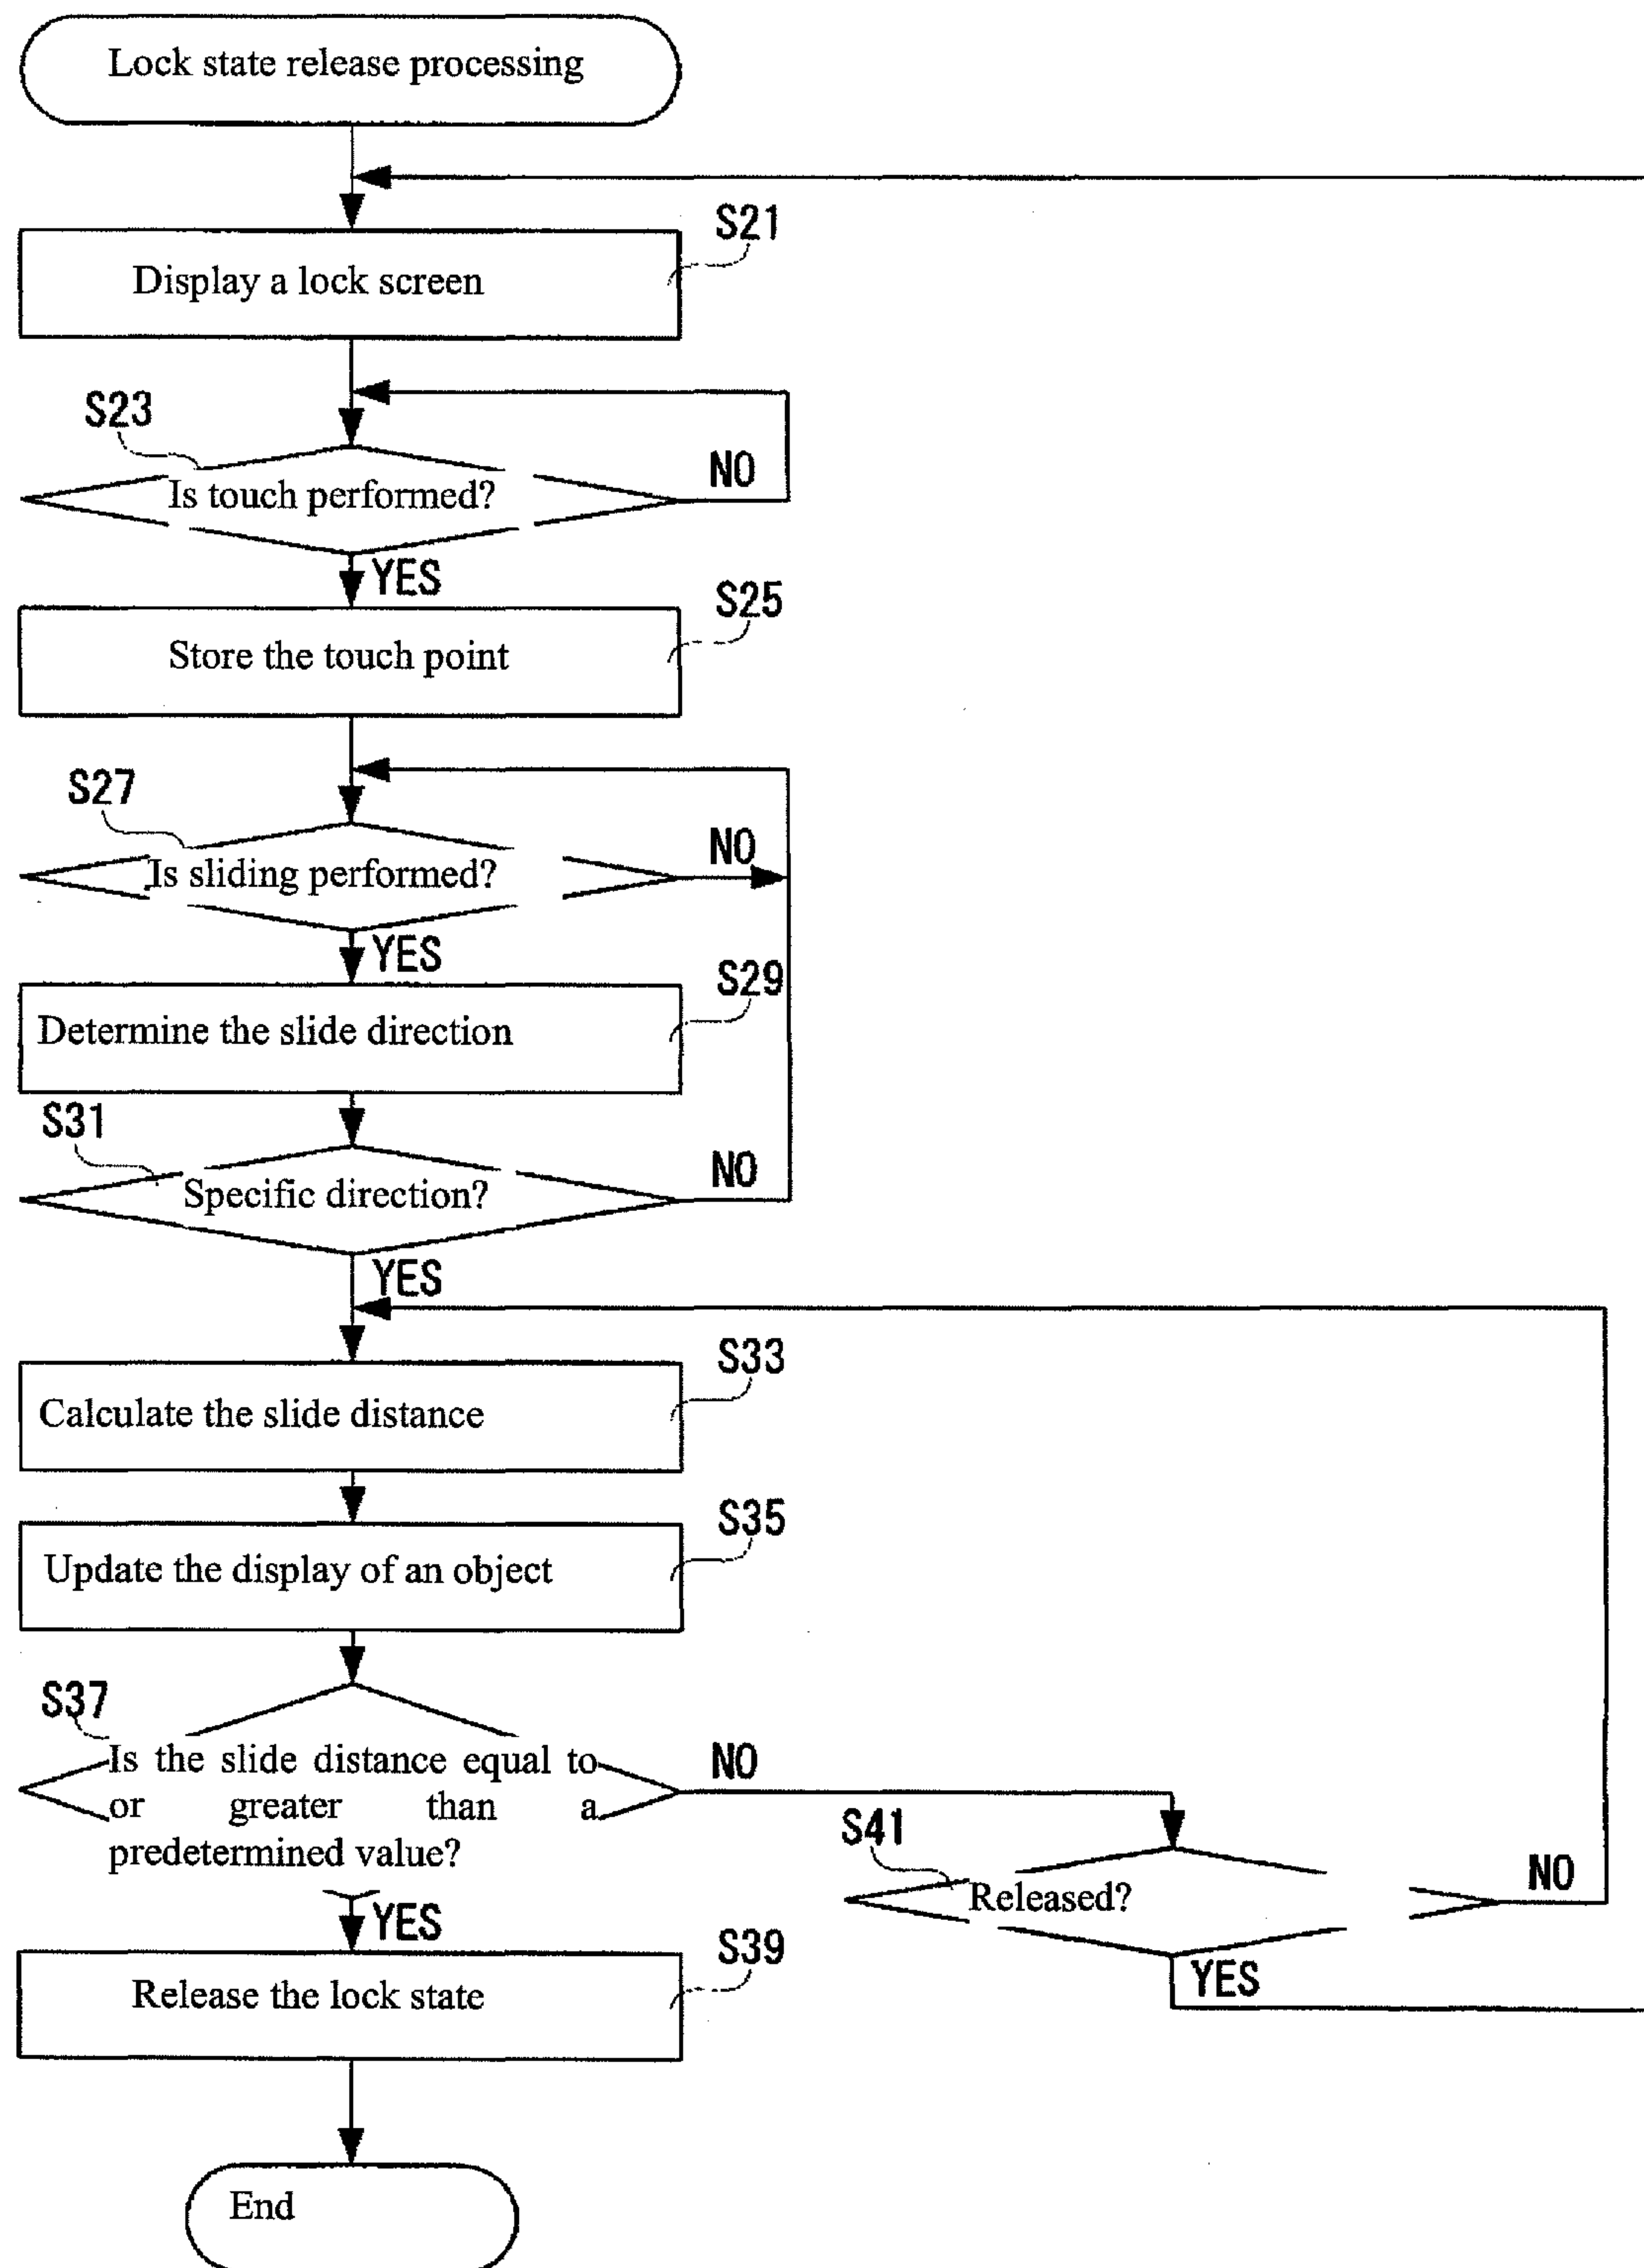 Lock state release processing
S21
Display a lock screen
S23
Is touch performed?
NO
YES
S25
Store the touch point
S27
Is sliding performed?
NO
YES
S29
Determine the slide direction
S31
Specific direction?
NO
YES
S33
Calculate the slide distance
S35
Update the display of an object
S37
Is the slide distance equal to
or greater than a
predetermined value?
NO
S41
Released?
NO
YES
YES
S39
Release the lock state
End